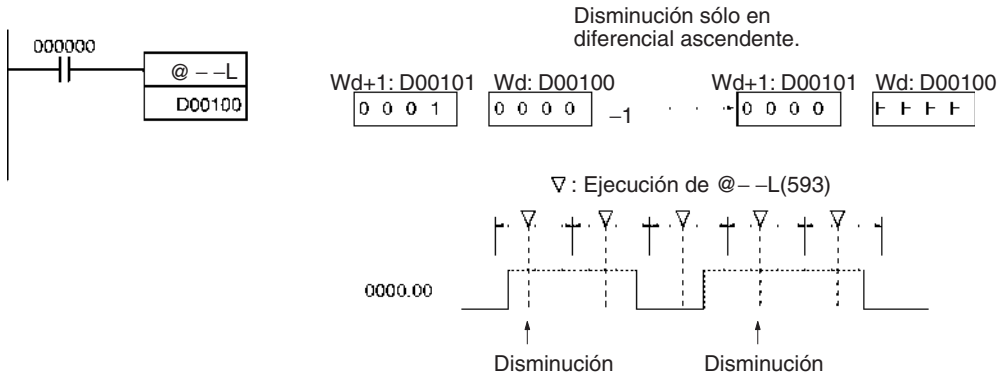 Disminución sólo en
diferencial ascendente.
000000
@ – –L
D00100
Wd+1: D00101 Wd: D00100 Wd+1: D00101 Wd: D00100
0 0 0 1 0 0 0 0 –1 0 0 0 0 F F F F
∇ : Ejecución de @– –L(593)
0000.00
Disminución Disminución